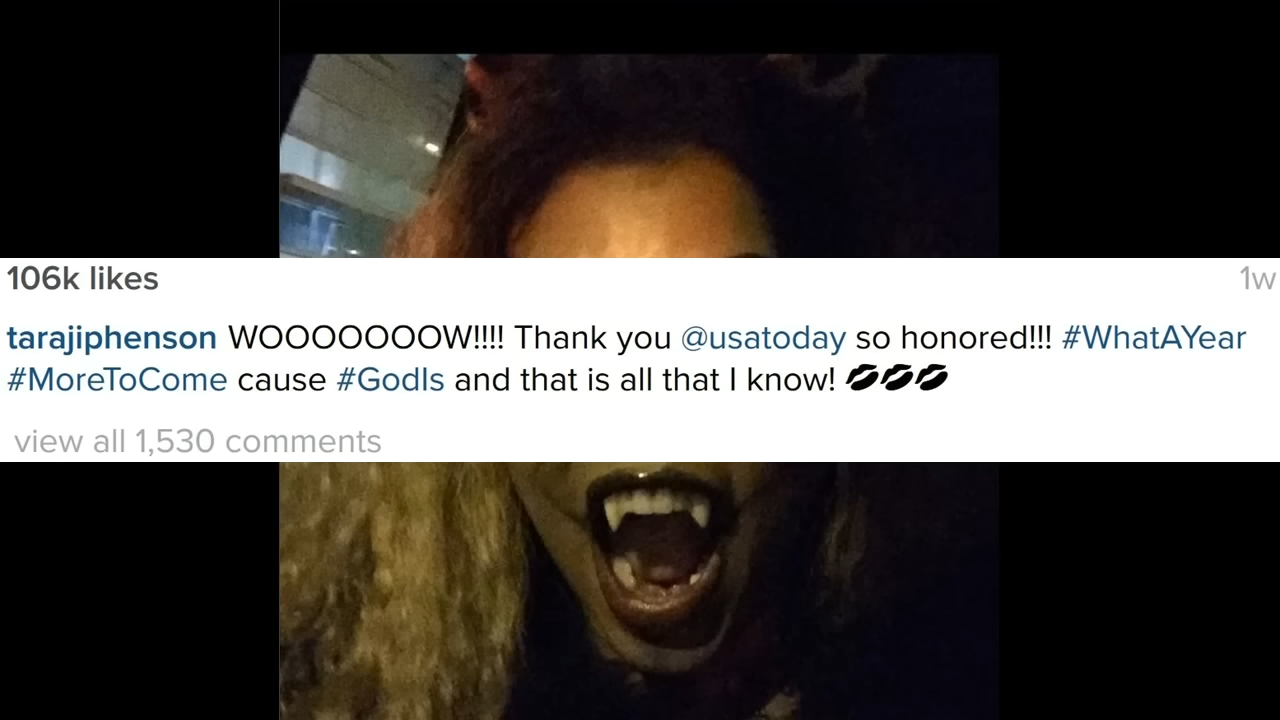 106k likes 1w
tarajiphenson WOOOOOOOW!!!! Thank you @usatoday so honored!!! #WhatAYear
#MoreToCome cause #GodIs and that is all that I know! 💋💋💋
view all 1,530 comments